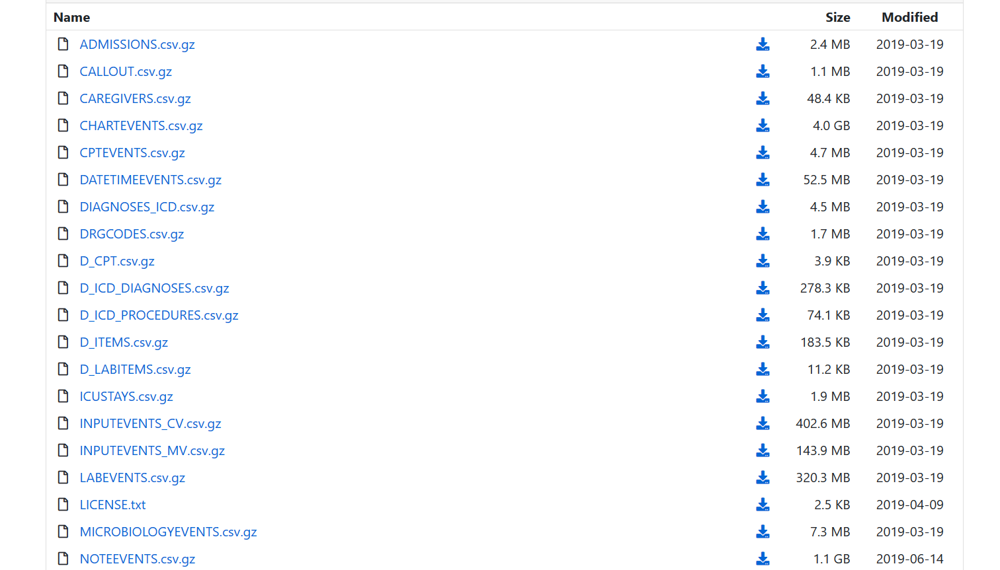 Name Size Modified
ADMISSIONS.csv.gz 2.4 MB 2019-03-19
CALLOUT.csv.gz 1.1 MB 2019-03-19
CAREGIVERS.csv.gz 48.4 KB 2019-03-19
CHARTEVENTS.csv.gz 4.0 GB 2019-03-19
CPTEVENTS.csv.gz 4.7 MB 2019-03-19
DATETIMEEVENTS.csv.gz 52.5 MB 2019-03-19
DIAGNOSES_ICD.csv.gz 4.5 MB 2019-03-19
DRGCODES.csv.gz 1.7 MB 2019-03-19
D_CPT.csv.gz 3.9 KB 2019-03-19
D_ICD_DIAGNOSES.csv.gz 278.3 KB 2019-03-19
D_ICD_PROCEDURES.csv.gz 74.1 KB 2019-03-19
D_ITEMS.csv.gz 183.5 KB 2019-03-19
D_LABITEMS.csv.gz 11.2 KB 2019-03-19
ICUSTAYS.csv.gz 1.9 MB 2019-03-19
INPUTEVENTS_CV.csv.gz 402.6 MB 2019-03-19
INPUTEVENTS_MV.csv.gz 143.9 MB 2019-03-19
LABEVENTS.csv.gz 320.3 MB 2019-03-19
LICENSE.txt 2.5 KB 2019-04-09
MICROBIOLOGYEVENTS.csv.gz 7.3 MB 2019-03-19
NOTEEVENTS.csv.gz 1.1 GB 2019-06-14